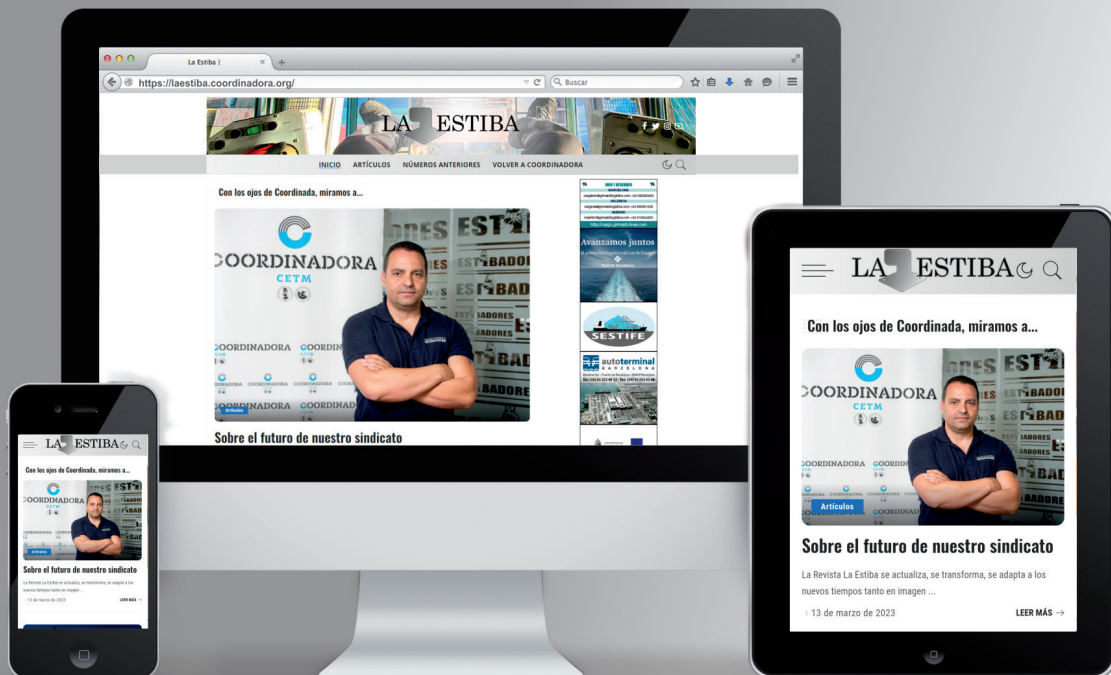 La Estiba |
https://laestiba.coordinadora.org/
Buscar
LA ESTIBA
INICIO ARTÍCULOS NÚMEROS ANTERIORES VOLVER A COORDINADORA
Con los ojos de Coordinada, miramos a...
COORDINADORA
CETM
Artículos
Sobre el futuro de nuestro sindicato
Avanzamos juntos
SESTIFE
autoterminal
BARCELONA
LA ESTIBA
Con los ojos de Coordinada, miramos a...
COORDINADORA
CETM
Artículos
Sobre el futuro de nuestro sindicato
La Revista La Estiba se actualiza, se transforma, se adapta a los
nuevos tiempos tanto en imagen ...
13 de marzo de 2023
LEER MÁS →
LA ESTIBA
Con los ojos de Coordinada, miramos a...
COORDINADORA
CETM
Artículos
Sobre el futuro de nuestro sindicato
La Revista La Estiba se actualiza, se transforma, se adapta a los
nuevos tiempos tanto en imagen ...
13 de marzo de 2023
LEER MÁS →